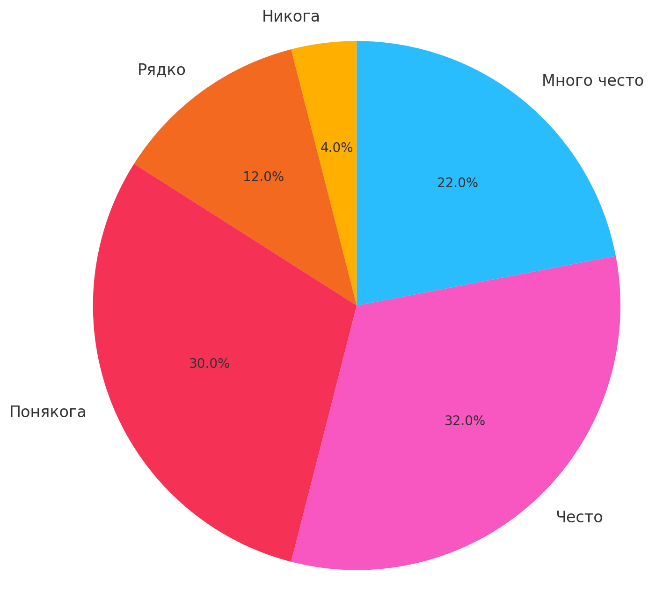 Никога
Рядко
Много често
4.0%
12.0%
22.0%
30.0%
Понякога
32.0%
Често